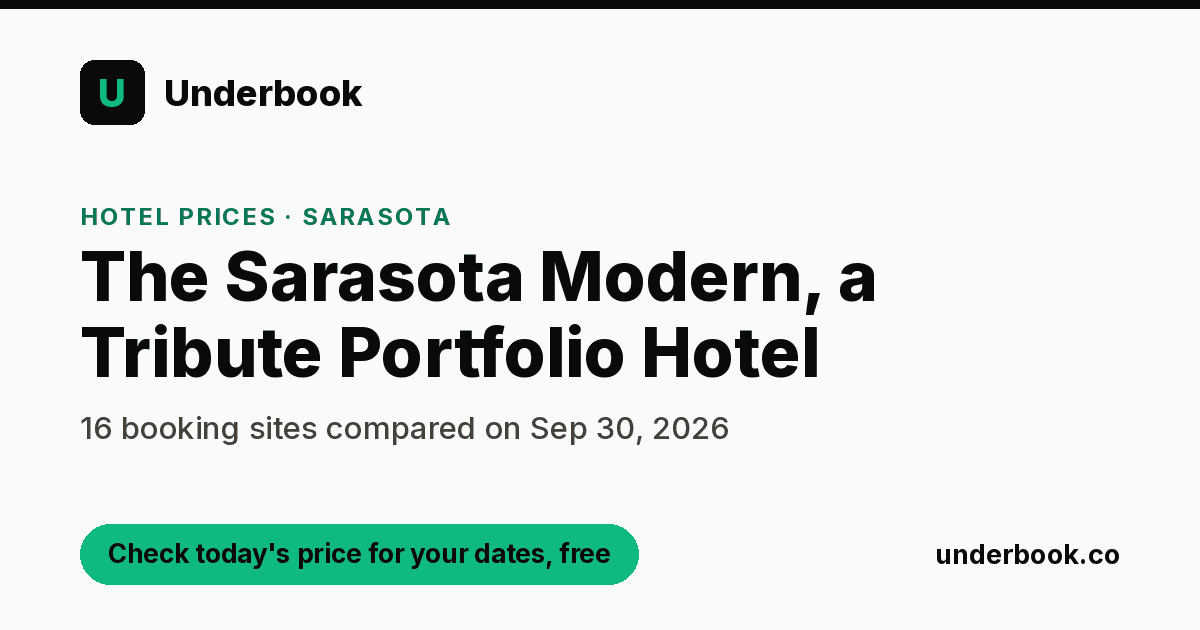 U
Underbook
HOTEL PRICES · SARASOTA
The Sarasota Modern, a
Tribute Portfolio Hotel
16 booking sites compared on Sep 30, 2026
Check today's price for your dates, free
underbook.co